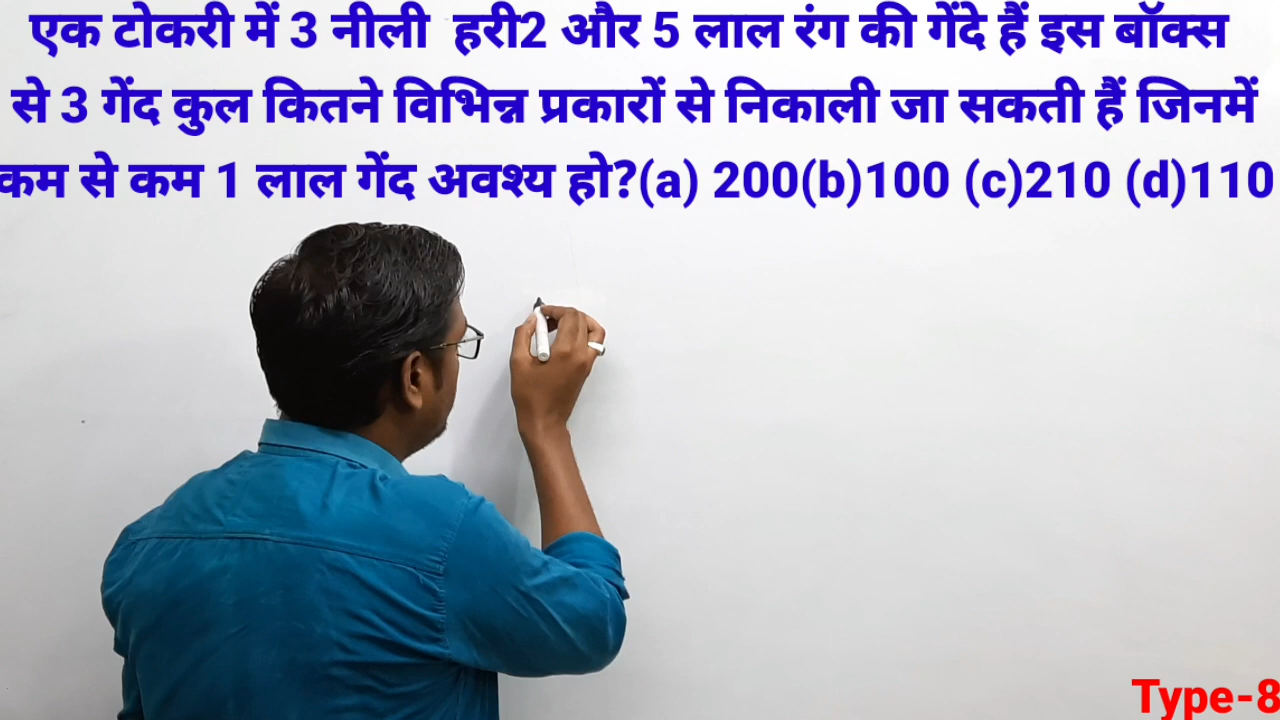 एक टोकरी में 3 नीली  हरी2 और 5 लाल रंग की गेंदे हैं इस बॉक्स
से 3 गेंद कुल कितने विभिन्न प्रकारों से निकाली जा सकती हैं जिनमें
कम से कम 1 लाल गेंद अवश्य हो?(a) 200(b)100 (c)210 (d)110
Type-8